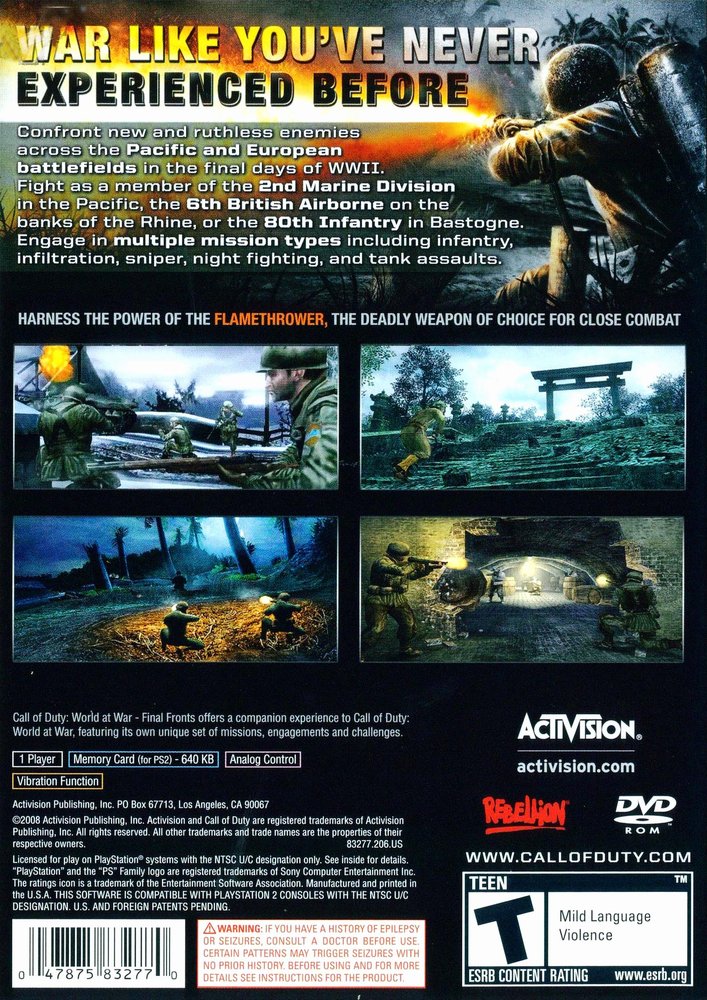 WAR LIKE YOU'VE NEVER
EXPERIENCED BEFORE
Confront new and ruthless enemies
across the Pacific and European
battlefields in the final days of WWII.
Fight as a member of the 2nd Marine Division
in the Pacific, the 6th British Airborne on the
banks of the Rhine, or the 80th Infantry in Bastogne.
Engage in multiple mission types including infantry,
infiltration, sniper, night fighting, and tank assaults.
HARNESS THE POWER OF THE FLAMETHROWER, THE DEADLY WEAPON OF CHOICE FOR CLOSE COMBAT
Call of Duty: World at War - Final Fronts offers a companion experience to Call of Duty:
World at War, featuring its own unique set of missions, engagements and challenges.
1 Player
Memory Card (for PS2) - 640 KB
Analog Control
Vibration Function
Activision Publishing, Inc. PO Box 67713, Los Angeles, CA 90067
©2008 Activision Publishing, Inc. Activision and Call of Duty are registered trademarks of Activision
Publishing, Inc. All rights reserved. All other trademarks and trade names are the properties of their
respective owners. 83277.206.US
Licensed for play on PlayStation® systems with the NTSC U/C designation only. See inside for details.
"PlayStation" and the "PS" Family logo are registered trademarks of Sony Computer Entertainment Inc.
The ratings icon is a trademark of the Entertainment Software Association. Manufactured and printed in
the U.S.A. THIS SOFTWARE IS COMPATIBLE WITH PLAYSTATION 2 CONSOLES WITH THE NTSC U/C
DESIGNATION. U.S. AND FOREIGN PATENTS PENDING.
0 47875 83277 0
WARNING: IF YOU HAVE A HISTORY OF EPILEPSY
OR SEIZURES, CONSULT A DOCTOR BEFORE USE.
CERTAIN PATTERNS MAY TRIGGER SEIZURES WITH
NO PRIOR HISTORY. BEFORE USING AND FOR MORE
DETAILS SEE INSTRUCTIONS FOR THE PRODUCT.
ACTIVISION®
activision.com
REBELLION
DVD
ROM™
WWW.CALLOFDUTY.COM
TEEN ™
T
Mild Language
Violence
ESRB CONTENT RATING www.esrb.org